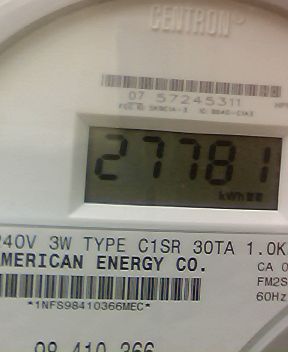 CENTRON®
07 57245311
27781
kWh
240V 3W TYPE C1SR 30TA 1.0K
AMERICAN ENERGY CO.
CA 0
FM2S
60Hz
*1NFS98410366MEC*
98 410 366